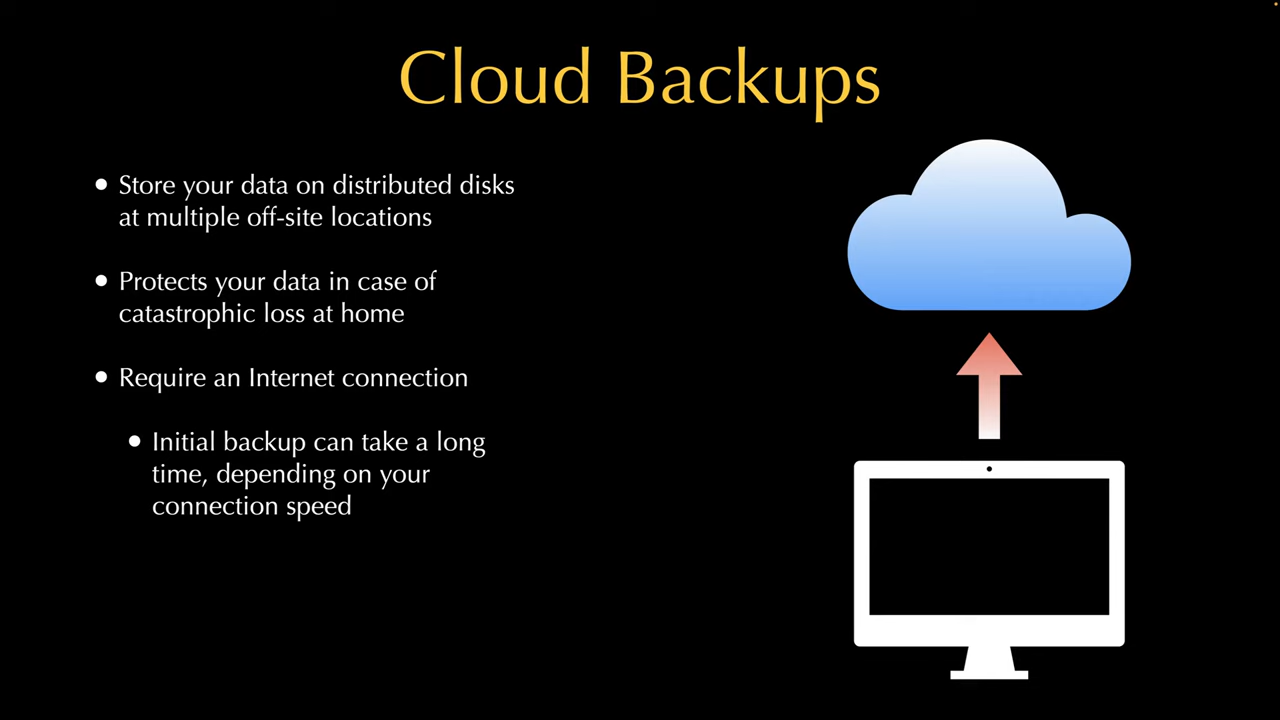 Cloud Backups
• Store your data on distributed disks
at multiple off-site locations
• Protects your data in case of
catastrophic loss at home
• Require an Internet connection
• Initial backup can take a long
time, depending on your
connection speed